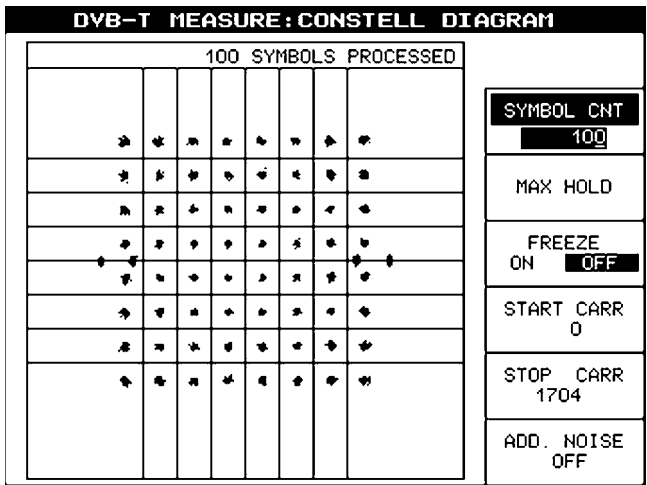 DVB-T MEASURE:CONSTELL DIAGRAM
100 SYMBOLS PROCESSED
SYMBOL CNT
100
MAX HOLD
FREEZE
ON OFF
START CARR
0
STOP CARR
1704
ADD. NOISE
OFF